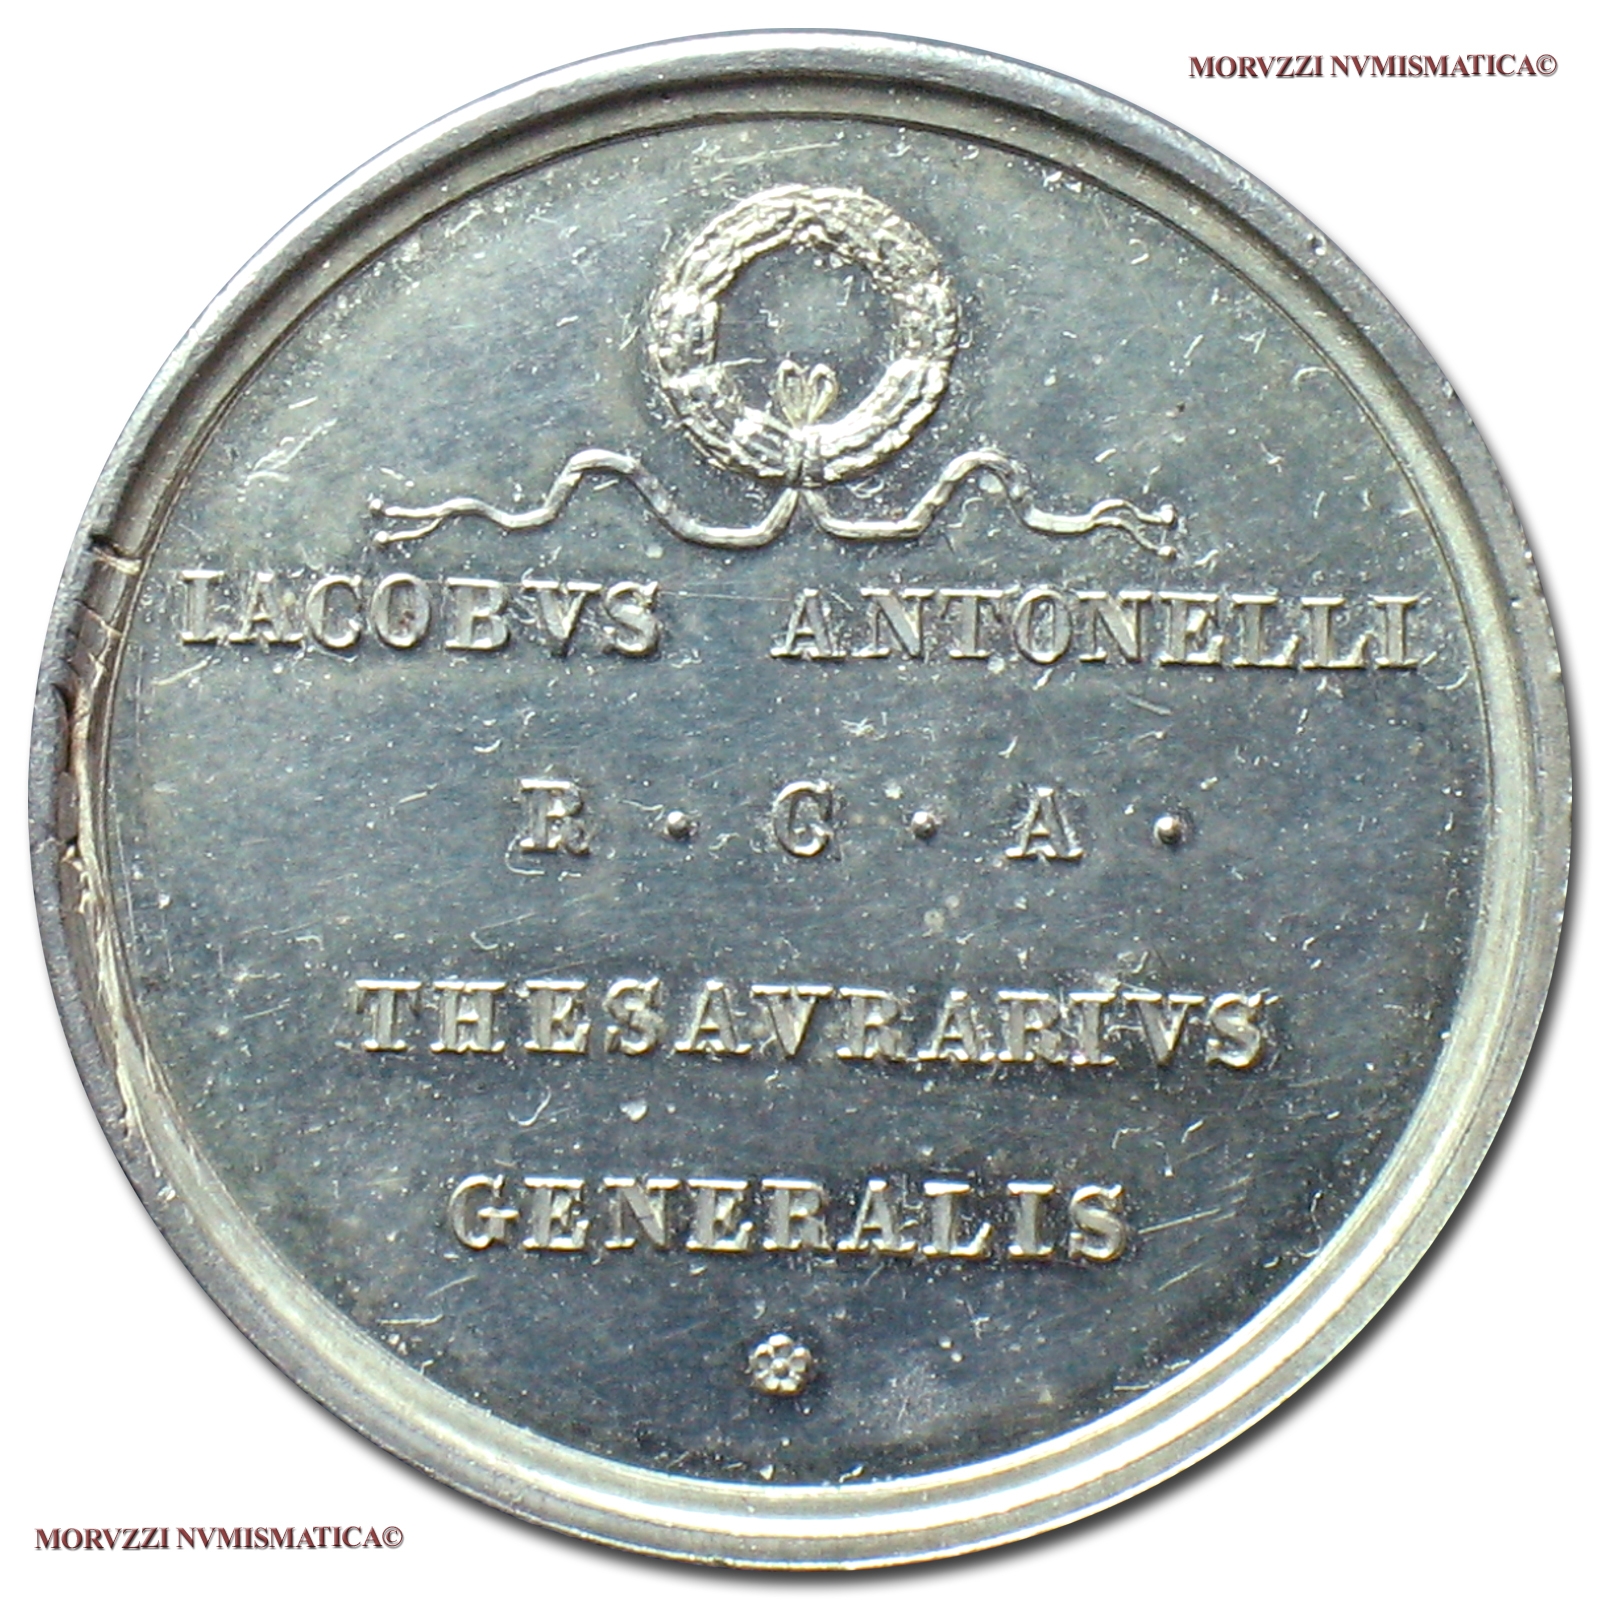 MORVZZI NVMISMATICA©
IACOBVS ANTONELLI
R · C · A ·
THESAVRARIVS
GENERALIS
MORVZZI NVMISMATICA©